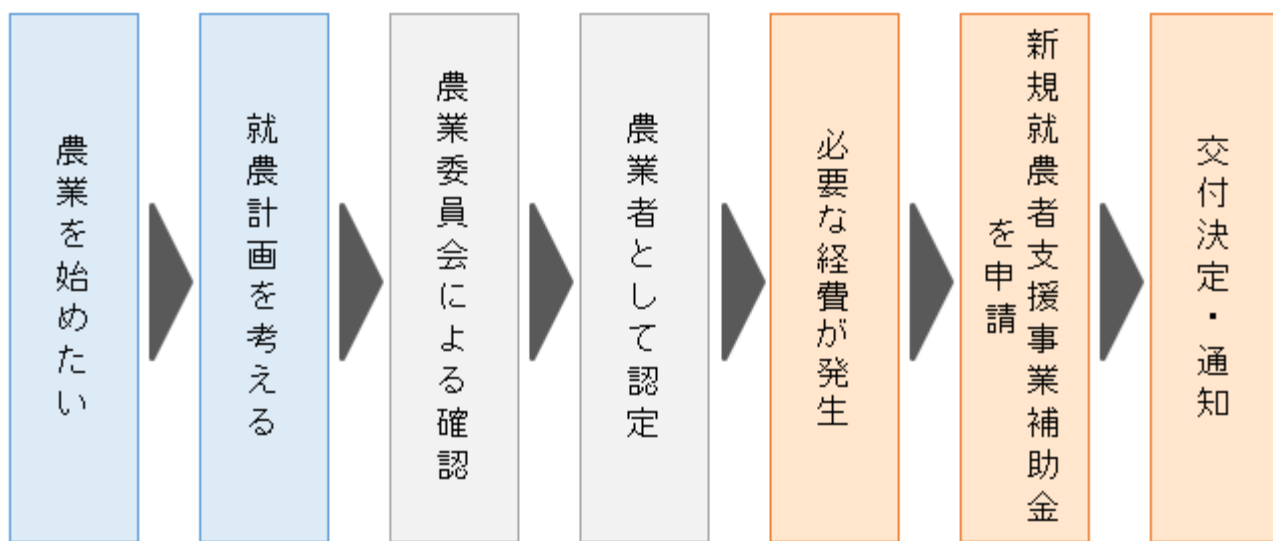 農業を始めたい
就農計画を考える
農業委員会による確認
農業者として認定
必要な経費が発生
新規就農者支援事業補助金
を申請
交付決定・通知